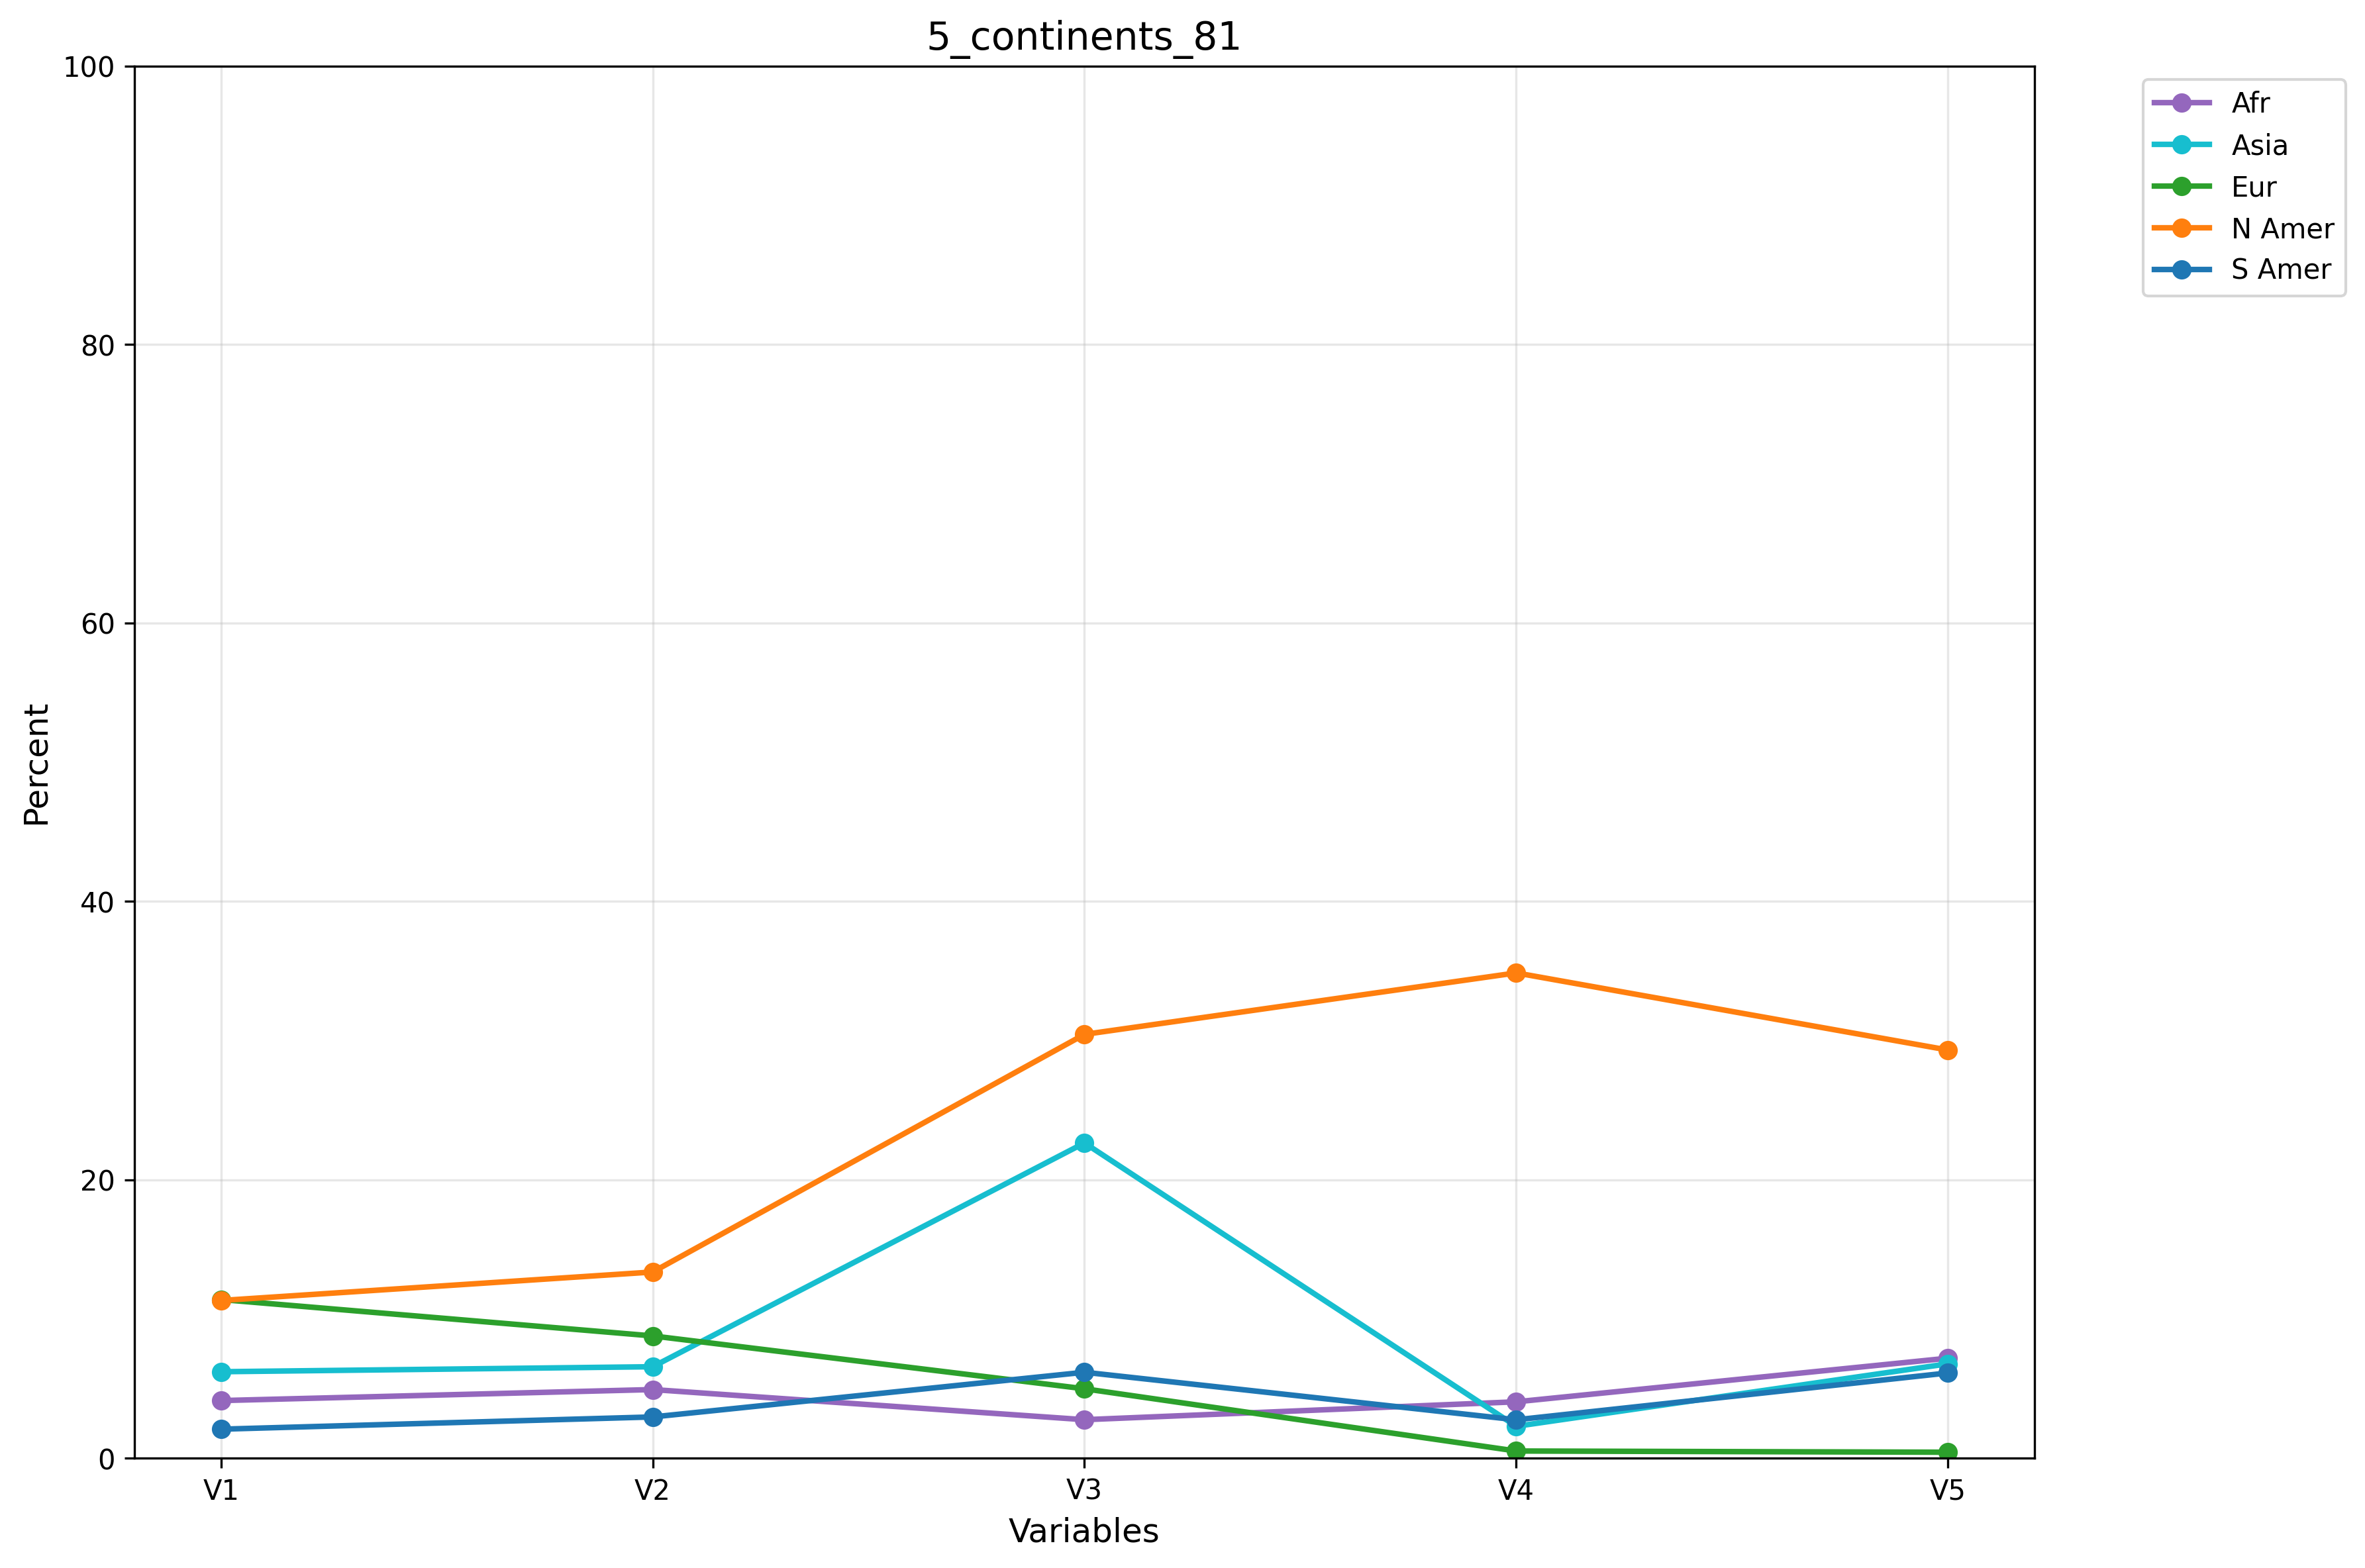 5_continents_81
100
80
60
40
20
0
Percent
V1 V2 V3 V4 V5
Variables
Afr
Asia
Eur
N Amer
S Amer